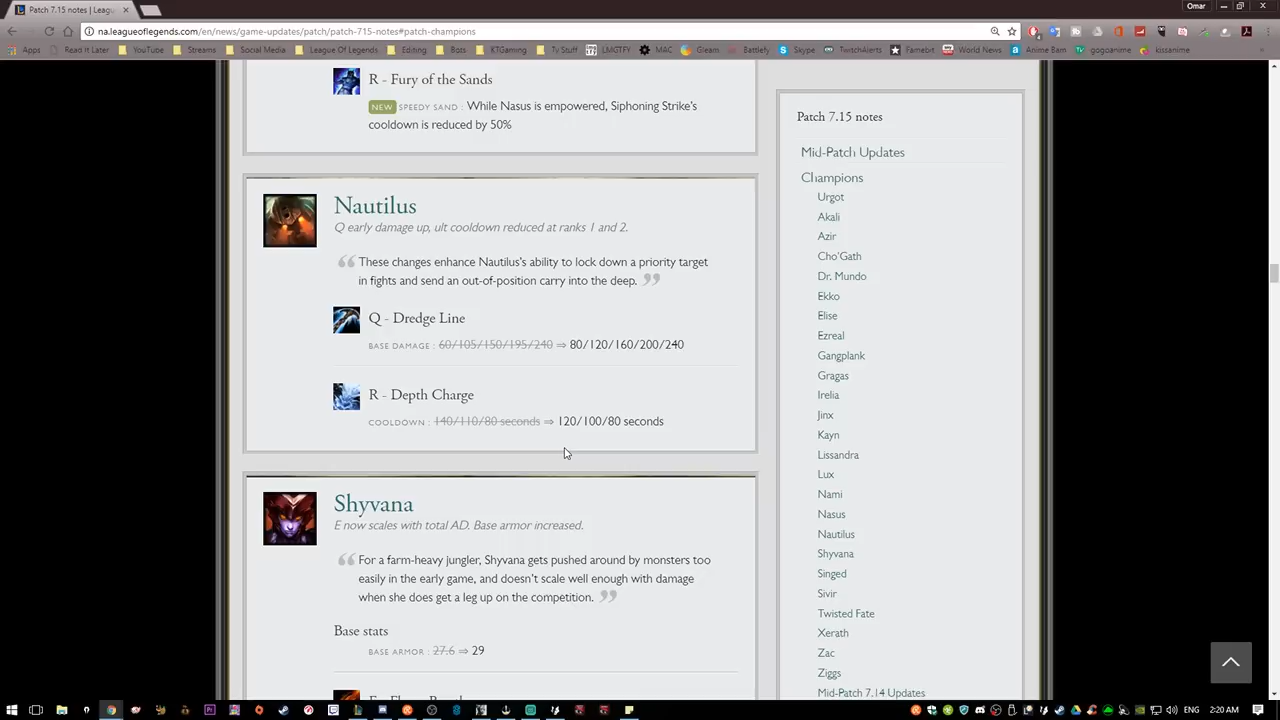 Patch 7.15 notes | Leagu
Omar
na.leagueoflegends.com/en/news/game-updates/patch/patch-715-notes#patch-champions
Apps
Read it Later
YouTube
Streams
Social Media
League Of Legends
Editing
Boss
KTGaming
Tv Stuff
LMGTFY
MAC
Gleam
Battlefy
Skype
TwitchAlerts
Famebit
World News
Anime Bam
gogoanime
kissanime
R - Fury of the Sands
NEW SPEEDY SAND : While Nasus is empowered, Siphoning Strike's
cooldown is reduced by 50%
Nautilus
Q early damage up, ult cooldown reduced at ranks 1 and 2.
These changes enhance Nautilus's ability to lock down a priority target
in fights and send an out-of-position carry into the deep.
Q - Dredge Line
BASE DAMAGE : 60/105/150/195/240 ⇒ 80/120/160/200/240
R - Depth Charge
COOLDOWN : 140/110/80 seconds ⇒ 120/100/80 seconds
Shyvana
E now scales with total AD. Base armor increased.
For a farm-heavy jungler, Shyvana gets pushed around by monsters too
easily in the early game, and doesn't scale well enough with damage
when she does get a leg up on the competition.
Base stats
BASE ARMOR : 27.6 ⇒ 29
Patch 7.15 notes
Mid-Patch Updates
Champions
Urgot
Akali
Azir
Cho'Gath
Dr. Mundo
Ekko
Elise
Ezreal
Gangplank
Gragas
Irelia
Jinx
Kayn
Lissandra
Lux
Nami
Nasus
Nautilus
Shyvana
Singed
Sivir
Twisted Fate
Xerath
Zac
Ziggs
Mid-Patch 7.14 Updates
2:20 AM